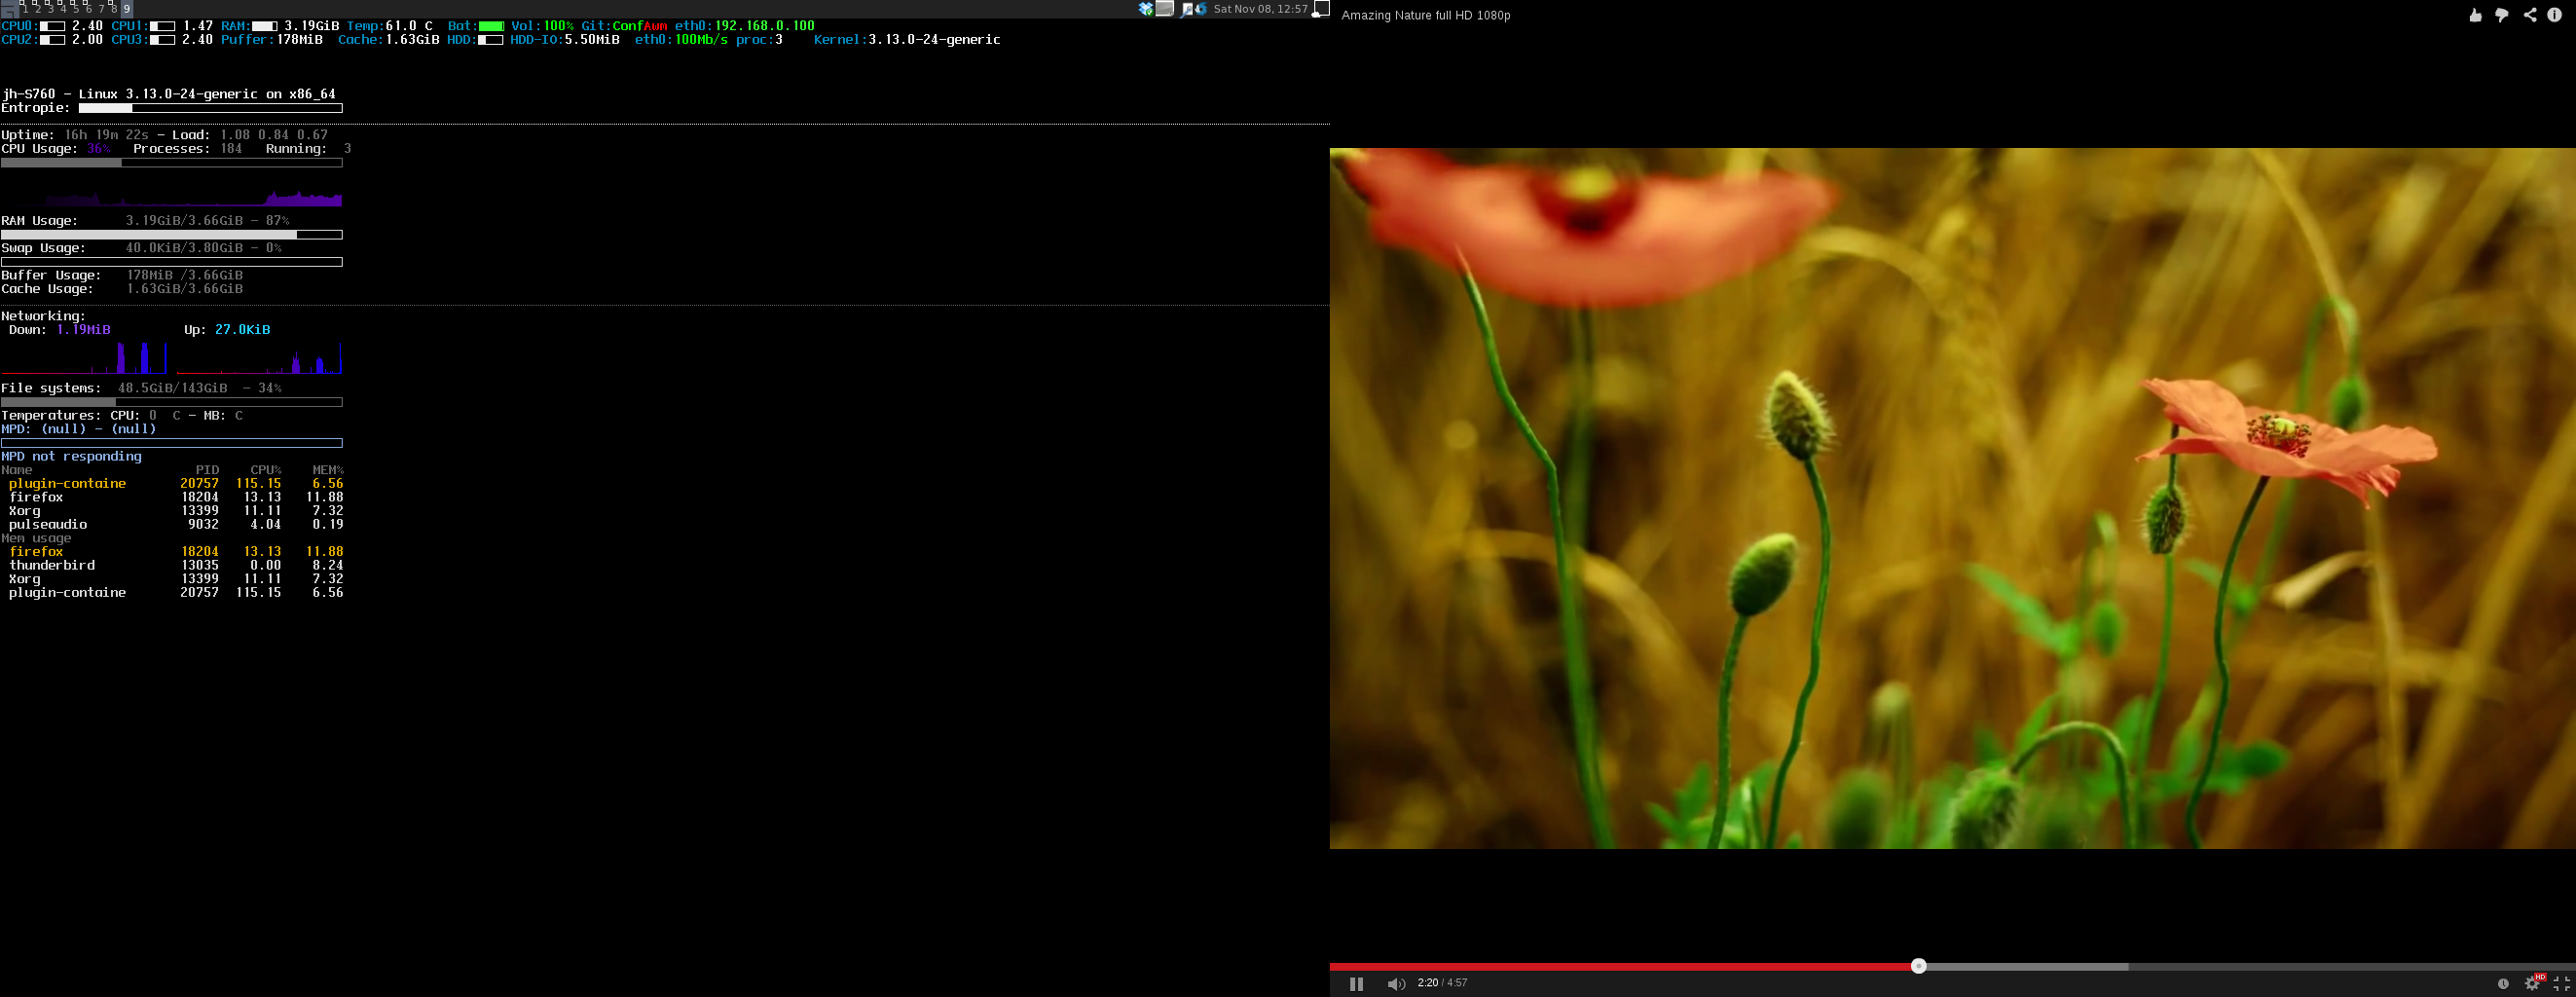 1 2 3 4 5 6 7 8 9
Sat Nov 08, 12:57
CPU0: 2.40 CPU1: 1.47 RAM: 3.19GiB Temp:61.0 C Bat: Vol:100% Git:ConfAwm eth0:192.168.0.100
CPU2: 2.00 CPU3: 2.40 Puffer:178MiB Cache:1.63GiB HDD: HDD-IO:5.50MiB eth0:100Mb/s proc:3 Kernel:3.13.0-24-generic
jh-S760 - Linux 3.13.0-24-generic on x86_64
Entropie:
Uptime: 16h 19m 22s - Load: 1.08 0.84 0.67
CPU Usage: 36% Processes: 184 Running: 3
RAM Usage: 3.19GiB/3.66GiB - 87%
Swap Usage: 40.0KiB/3.80GiB - 0%
Buffer Usage: 178MiB /3.66GiB
Cache Usage: 1.63GiB/3.66GiB
Networking:
Down: 1.19MiB Up: 27.0KiB
File systems: 48.5GiB/143GiB - 34%
Temperatures: CPU: 0 C - MB: C
MPD: (null) - (null)
MPD not responding
Name PID CPU% MEM%
plugin-containe 20757 115.15 6.56
firefox 18204 13.13 11.88
Xorg 13399 11.11 7.32
pulseaudio 9032 4.04 0.19
Mem usage
firefox 18204 13.13 11.88
thunderbird 13035 0.00 8.24
Xorg 13399 11.11 7.32
plugin-containe 20757 115.15 6.56
Amazing Nature full HD 1080p
2:20 / 4:57
HD